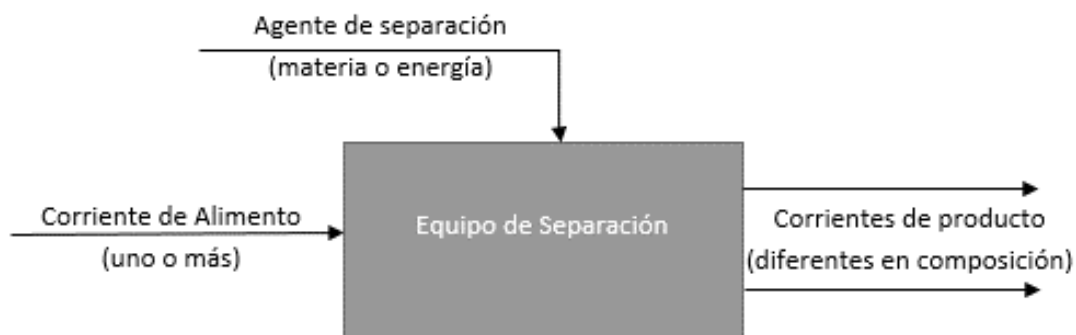 Agente de separación
(materia o energía)
Corriente de Alimento
(uno o más)
Equipo de Separación
Corrientes de producto
(diferentes en composición)